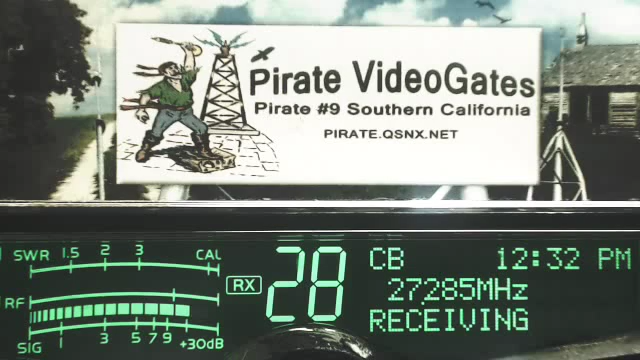 Pirate VideoGates
Pirate #9 Southern California
PIRATE.QSNX.NET
SWR 1.5 2 3 CAL
RX
28
CB
12:32 PM
27285MHz
RECEIVING
RF
SIG 1 3 5 7 9 +30dB